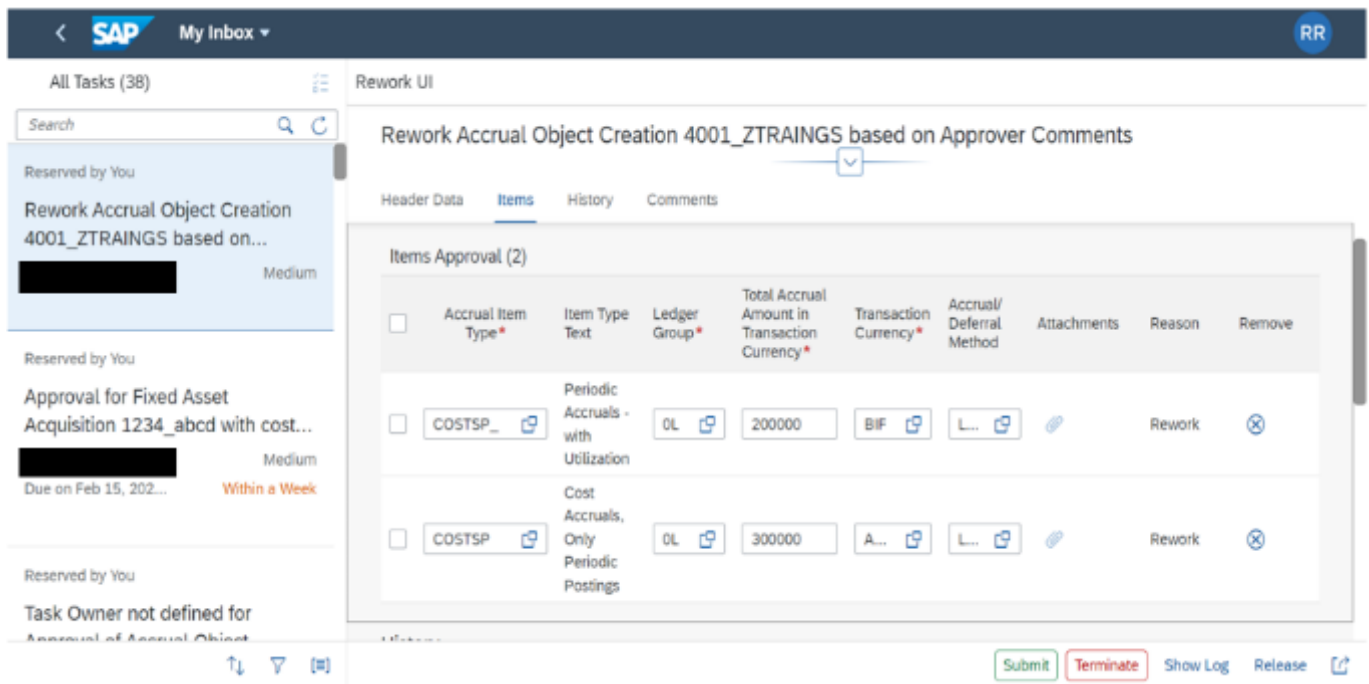 SAP My Inbox
RR
All Tasks (38)
Search
Reserved by You
Rework Accrual Object Creation
4001_ZTRAINGS based on...
Medium
Reserved by You
Approval for Fixed Asset
Acquisition 1234_abcd with cost...
Medium
Due on Feb 15, 202... Within a Week
Reserved by You
Task Owner not defined for
Approval of Accrual Object
Rework UI
Rework Accrual Object Creation 4001_ZTRAINGS based on Approver Comments
Header Data Items History Comments
Items Approval (2)
Accrual Item Type*
Item Type Text
Ledger Group*
Total Accrual Amount in Transaction Currency*
Transaction Currency*
Accrual/ Deferral Method
Attachments
Reason
Remove
COSTSP_
Periodic Accruals - with Utilization
0L
200000
BIF
L...
Rework
COSTSP
Cost Accruals, Only Periodic Postings
0L
300000
A...
L...
Rework
History
Submit Terminate Show Log Release